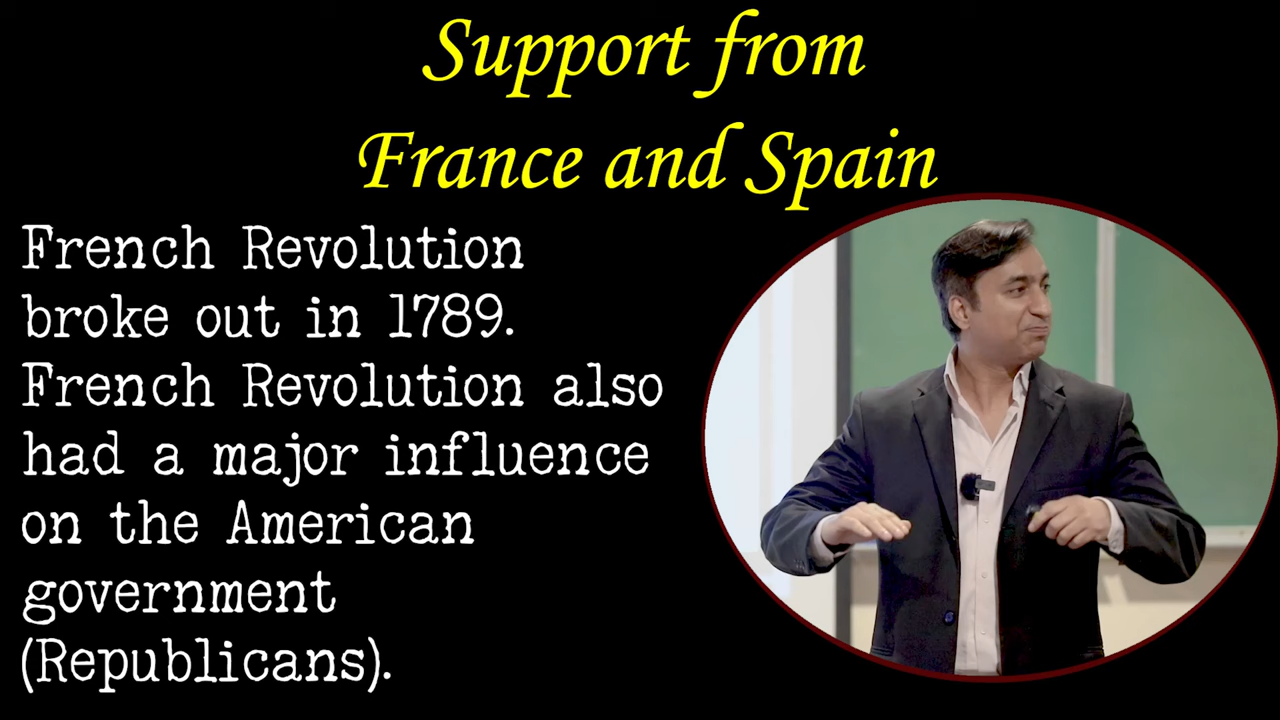 Support from
France and Spain
French Revolution
broke out in 1789.
French Revolution also
had a major influence
on the American
government
(Republicans).